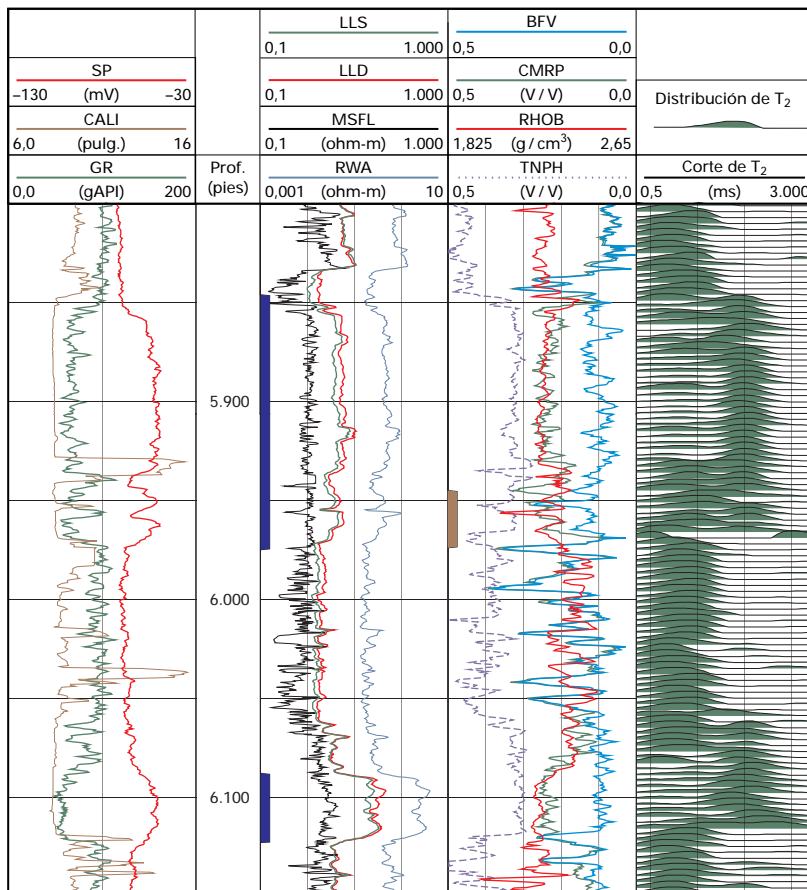 LLS
0,1 1.000
BFV
0,5 0,0
SP
–130 (mV) –30
LLD
0,1 1.000
CMRP
0,5 (V / V) 0,0
Distribución de T2
CALI
6,0 (pulg.) 16
MSFL
0,1 (ohm-m) 1.000
RHOB
1,825 (g / cm3) 2,65
GR
0,0 (gAPI) 200
Prof.
(pies)
RWA
0,001 (ohm-m) 10
TNPH
0,5 (V / V) 0,0
Corte de T2
0,5 (ms) 3.000
5.900
6.000
6.100